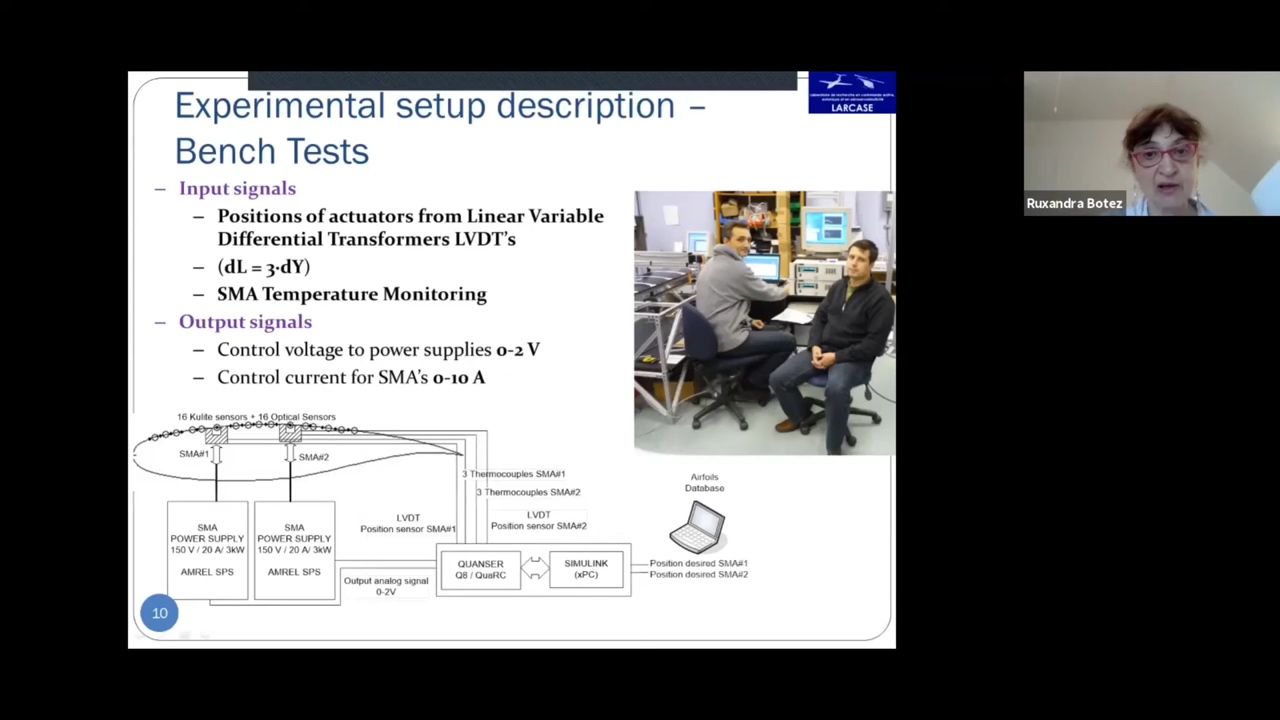 Experimental setup description –
Bench Tests
– Input signals
– Positions of actuators from Linear Variable
Differential Transformers LVDT's
– (dL = 3·dY)
– SMA Temperature Monitoring
– Output signals
– Control voltage to power supplies 0-2 V
– Control current for SMA's 0-10 A
LARCASE
Ruxandra Botez
16 Kulite sensors + 16 Optical Sensors
SMA#1
SMA#2
3 Thermocouples SMA#1
3 Thermocouples SMA#2
SMA
POWER SUPPLY
150 V / 20 A/ 3kW
AMREL SPS
SMA
POWER SUPPLY
150 V / 20 A/ 3kW
AMREL SPS
LVDT
Position sensor SMA#1
LVDT
Position sensor SMA#2
Output analog signal
0-2V
QUANSER
Q8 / QuaRC
SIMULINK
(xPC)
Airfoils
Database
Position desired SMA#1
Position desired SMA#2
10